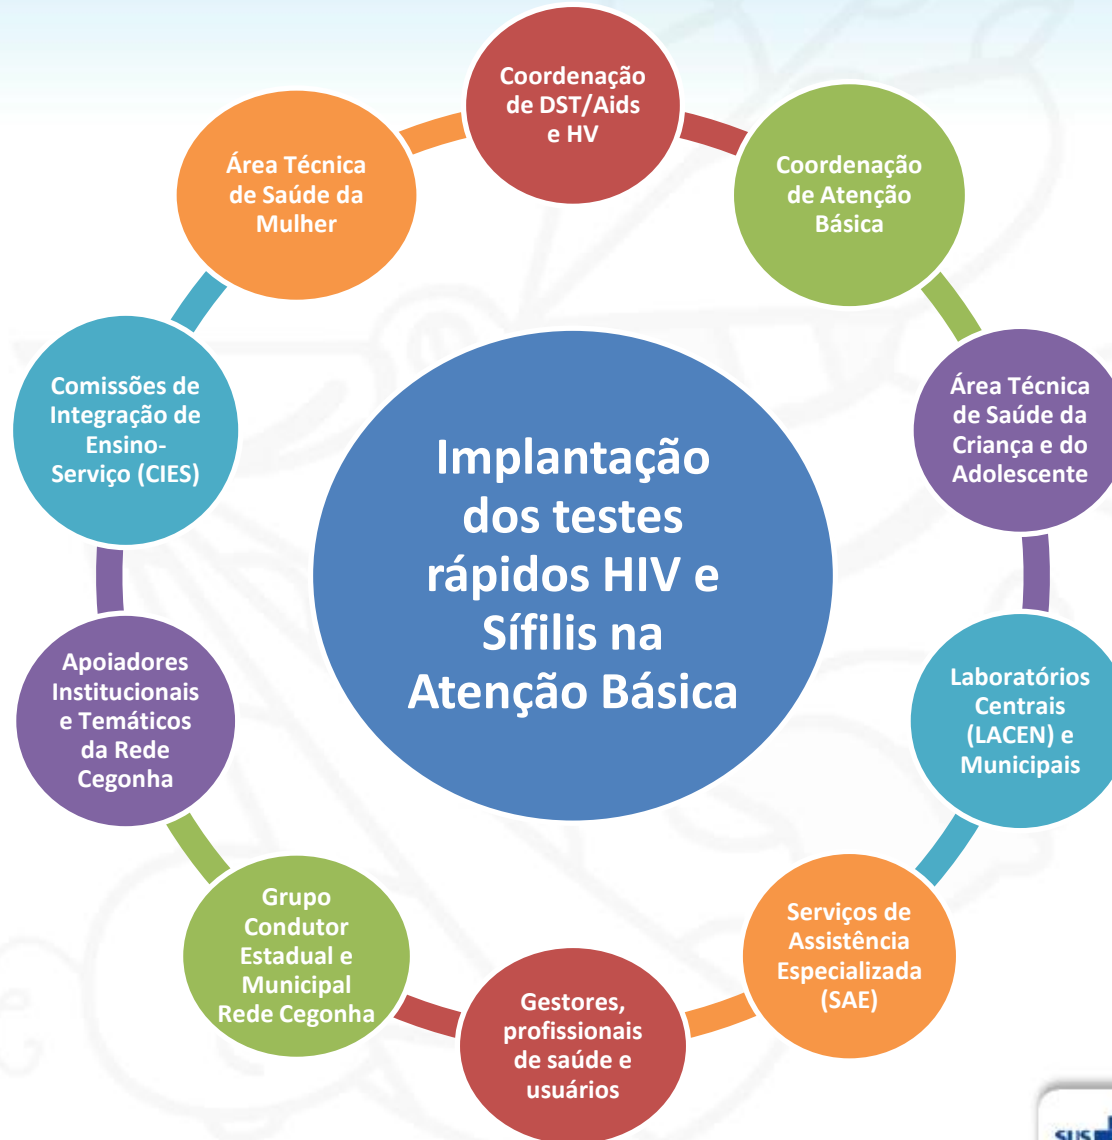 Coordenação
de DST/Aids
e HV
Coordenação
de Atenção
Básica
Área Técnica
de Saúde da
Criança e do
Adolescente
Laboratórios
Centrais
(LACEN) e
Municipais
Serviços de
Assistência
Especializada
(SAE)
Gestores,
profissionais
de saúde e
usuários
Grupo
Condutor
Estadual e
Municipal
Rede Cegonha
Apoiadores
Institucionais
e Temáticos
da Rede
Cegonha
Comissões de
Integração de
Ensino-
Serviço (CIES)
Área Técnica
de Saúde da
Mulher
Implantação
dos testes
rápidos HIV e
Sífilis na
Atenção Básica
SUS